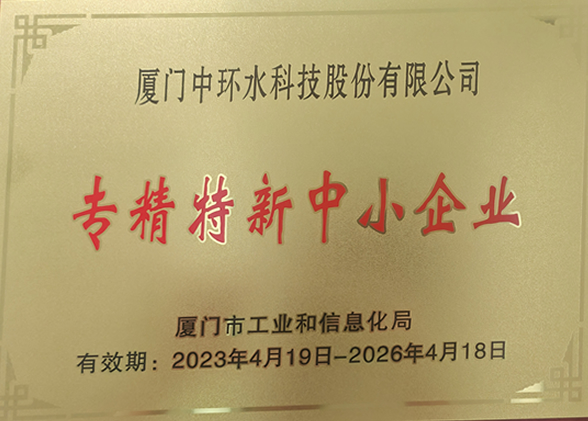 厦门中环水科技股份有限公司
专精特新中小企业
厦门市工业和信息化局
有效期：2023年4月19日-2026年4月18日